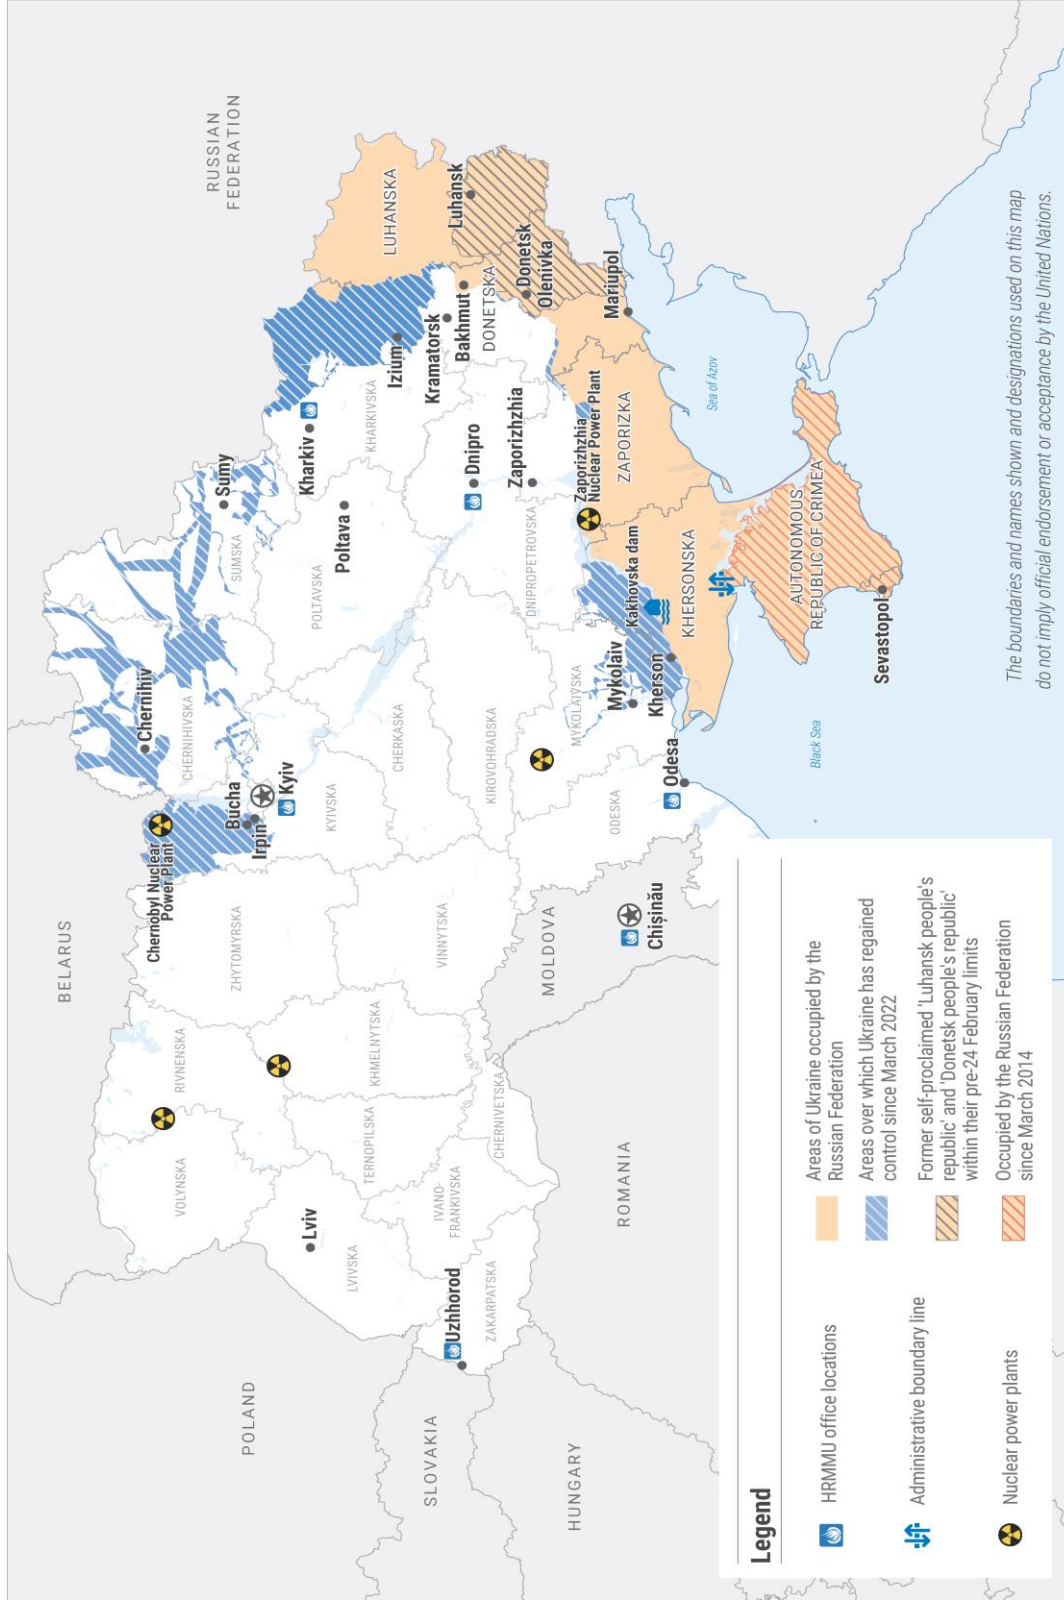 RUSSIAN
FEDERATION
BELARUS
POLAND
SLOVAKIA
HUNGARY
ROMANIA
MOLDOVA
Chernobyl Nuclear
Power Plant
Chernihiv
CHERNIHIVSKA
Sumy
SUMSKA
VOLYNSKA
RIVNENSKA
ZHYTOMYRSKA
Bucha
Irpin
Kyiv
KYIVSKA
Lviv
LVIVSKA
TERNOPILSKA
KHMELNYTSKA
VINNYTSKA
CHERKASKA
POLTAVSKA
Poltava
Kharkiv
KHARKIVSKA
Izium
LUHANSKA
Luhansk
Kramatorsk
Bakhmut
DONETSKA
Donetsk
Olenivka
Mariupol
Uzhhorod
ZAKARPATSKA
IVANO-
FRANKIVSKA
CHERNIVETSKA
KIROVOHRADSKA
Dnipro
DNIPROPETROVSKA
Zaporizhzhia
Zaporizhzhia
Nuclear Power Plant
ZAPORIZKA
MYKOLAIVSKA
Mykolaiv
Kakhovska dam
Kherson
KHERSONSKA
ODESKA
Odesa
Chișinău
Sea of Azov
AUTONOMOUS
REPUBLIC OF CRIMEA
Sevastopol
Black Sea
Legend
HRMMU office locations
Administrative boundary line
Nuclear power plants
Areas of Ukraine occupied by the
Russian Federation
Areas over which Ukraine has regained
control since March 2022
Former self-proclaimed 'Luhansk people's
republic' and 'Donetsk people's republic'
within their pre-24 February limits
Occupied by the Russian Federation
since March 2014
The boundaries and names shown and designations used on this map
do not imply official endorsement or acceptance by the United Nations.